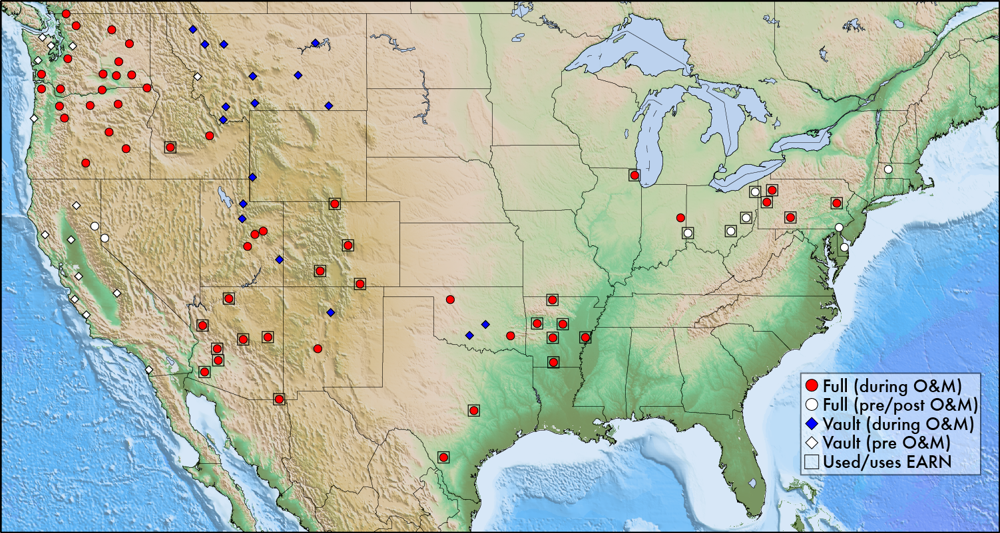 Full (during O&M)
Full (pre/post O&M)
Vault (during O&M)
Vault (pre O&M)
Used/uses EARN